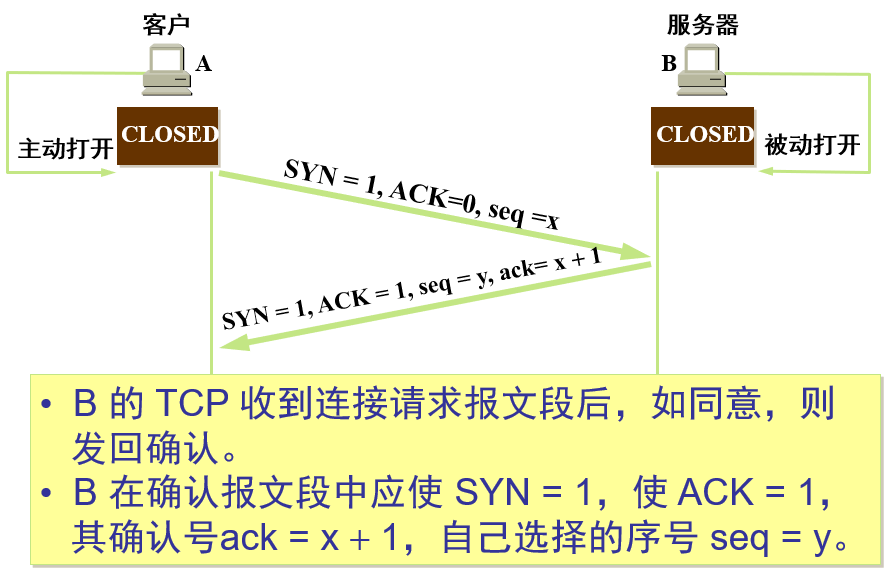 客户
服务器
A
B
CLOSED
CLOSED
主动打开
被动打开
SYN = 1, ACK=0, seq =x
SYN = 1, ACK = 1, seq = y, ack= x + 1
• B 的 TCP 收到连接请求报文段后，如同意，则
发回确认。
• B 在确认报文段中应使 SYN = 1，使 ACK = 1，
其确认号ack = x + 1，自己选择的序号 seq = y。